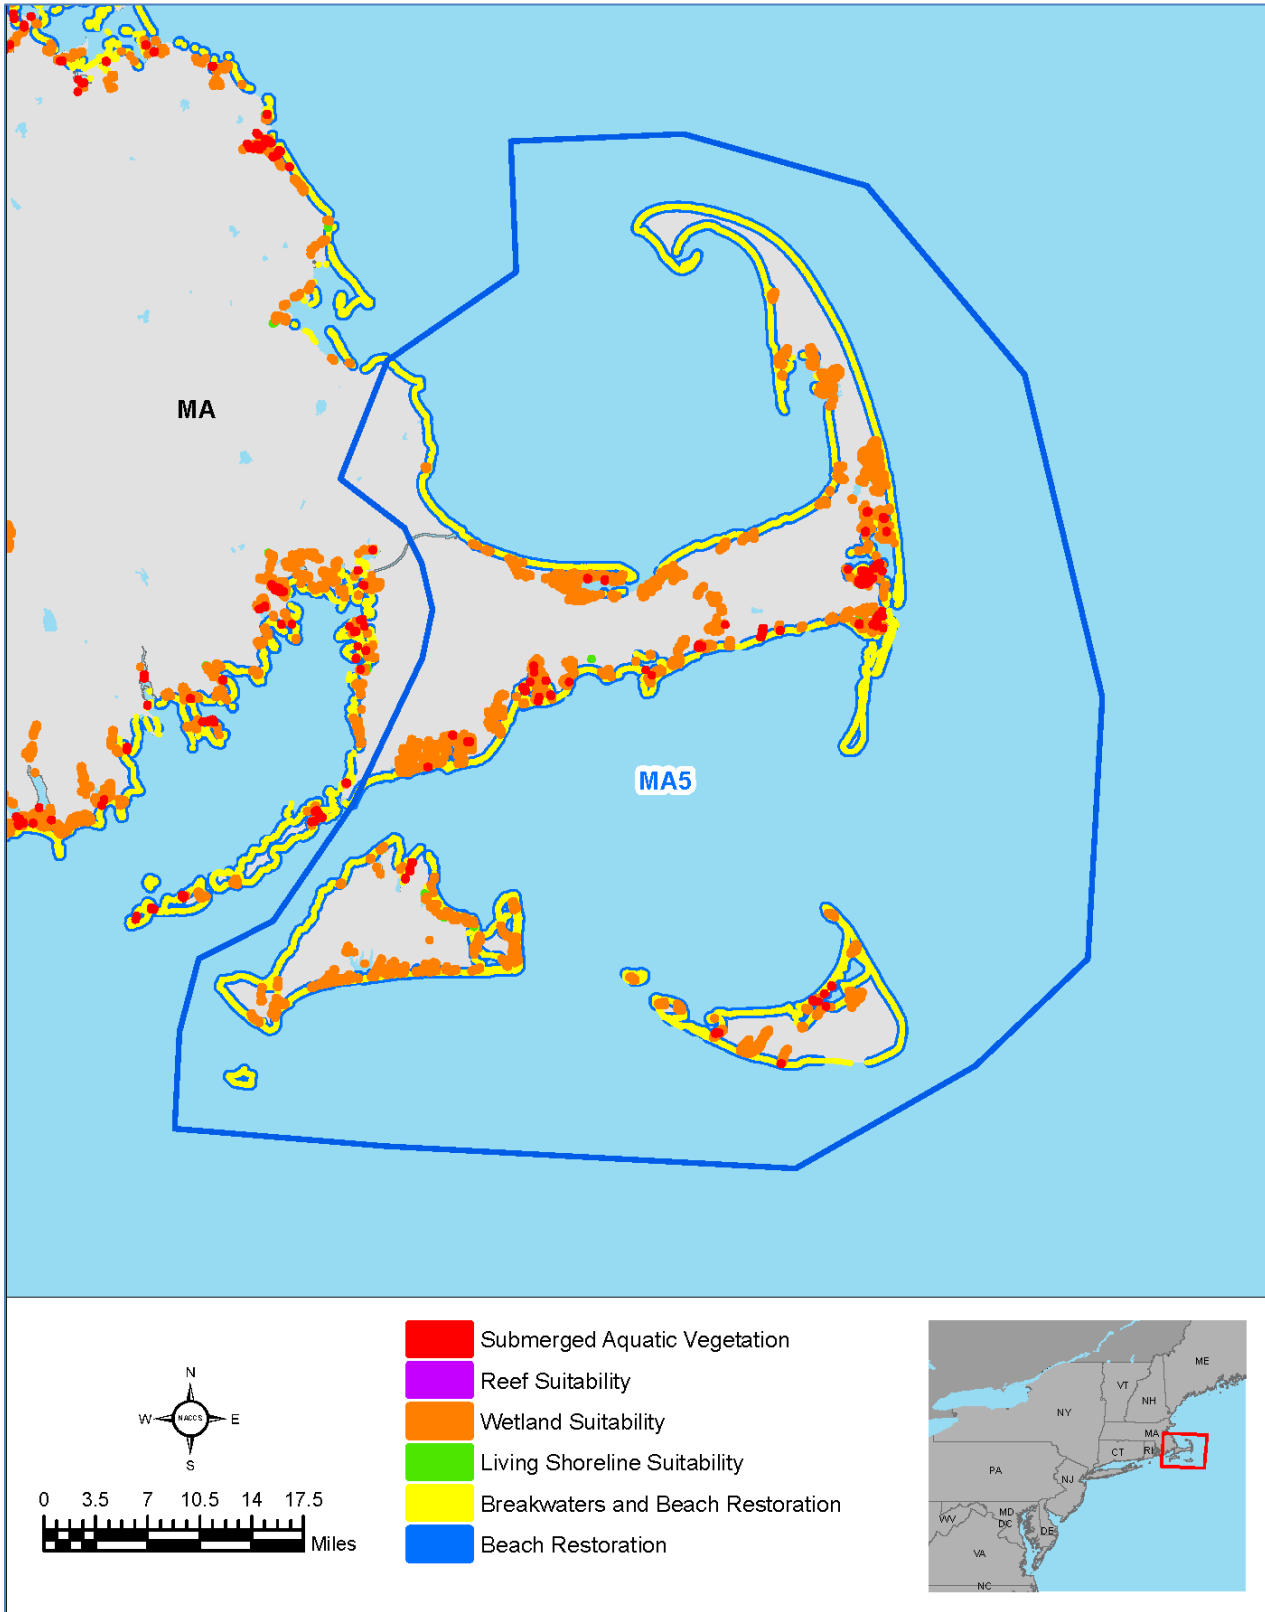 MA
MA5
N
W
NACCS
E
S
0 3.5 7 10.5 14 17.5
Miles
Submerged Aquatic Vegetation
Reef Suitability
Wetland Suitability
Living Shoreline Suitability
Breakwaters and Beach Restoration
Beach Restoration
ME
VT
NH
NY
MA
CT
RI
PA
NJ
MD
DC
WV
DE
VA
NC